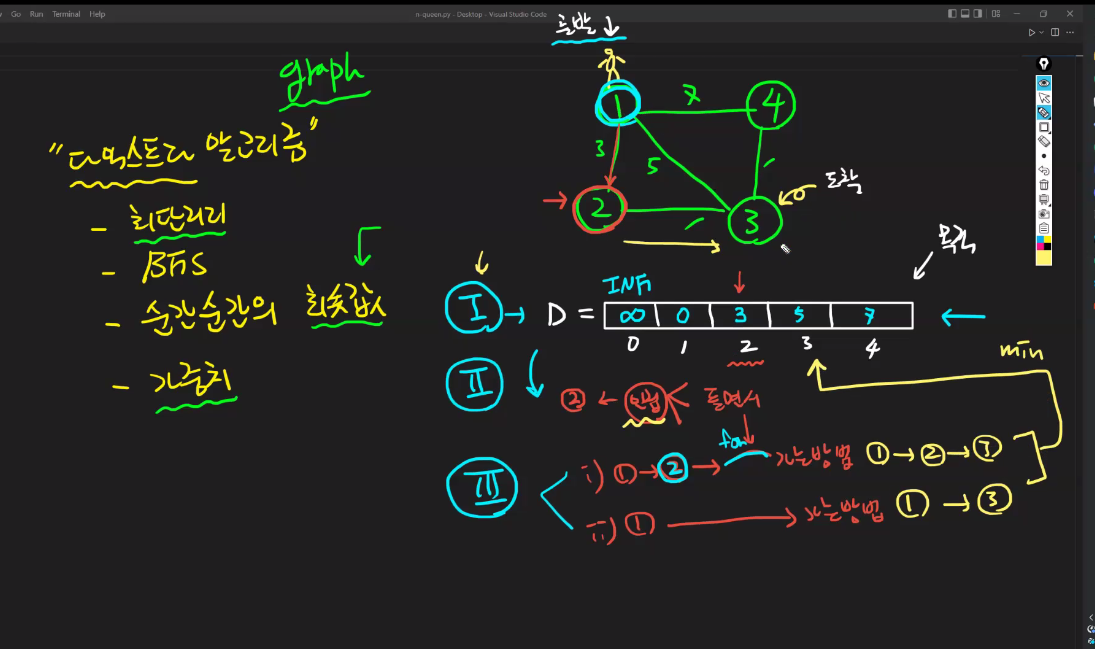 Go Run Terminal Help
n-queen.py - Desktop - Visual Studio Code
출발 ↓
graph
"다익스트라 알고리즘"
- 최단거리
- BFS
- 순간순간의 최솟값
- 가중치
1 7 4
3 5 1
2 1 3
도착
목적
INF
I → D = ∞ 0 3 5 7
0 1 2 3 4
II
② ← 인접 돌면서
min
for
III
i) ① → ② → 가는방법 ① → ② → ③
ii) ① → 가는방법 ① → ③